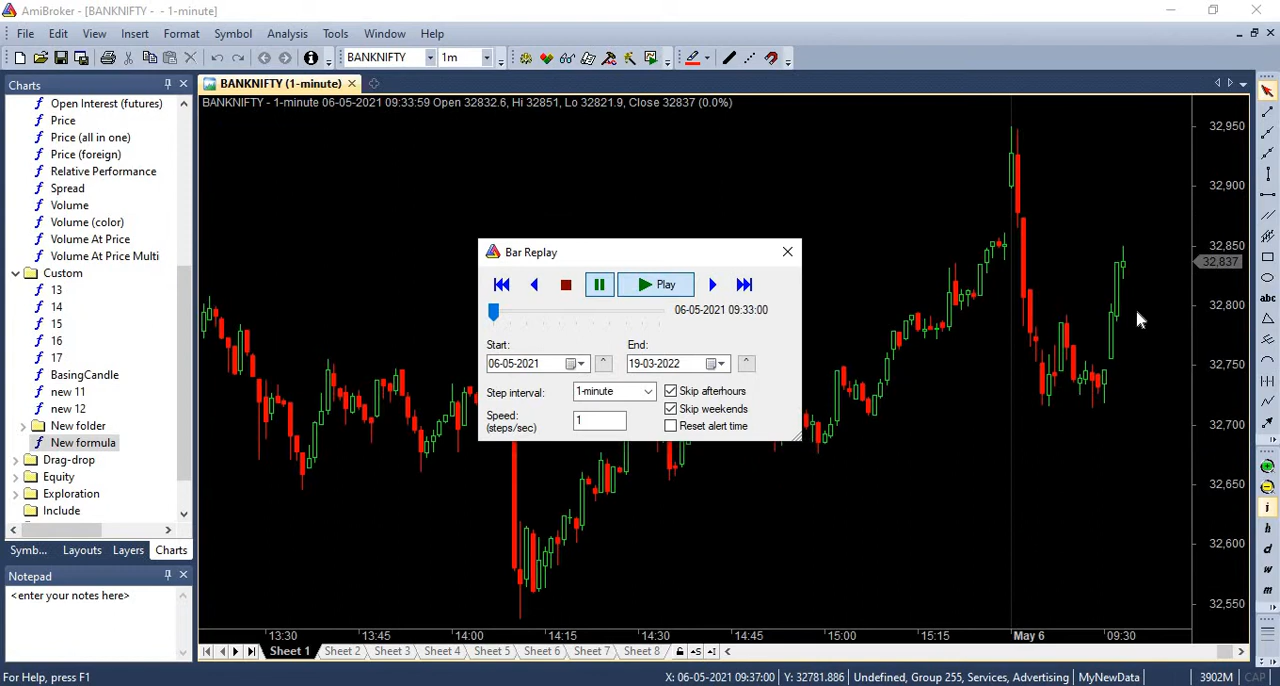 AmiBroker - [BANKNIFTY - - 1-minute]
File Edit View Insert Format Symbol Analysis Tools Window Help
BANKNIFTY 1m
Charts
BANKNIFTY (1-minute)
BANKNIFTY - 1-minute 06-05-2021 09:33:59 Open 32832.6, Hi 32851, Lo 32821.9, Close 32837 (0.0%)
Open Interest (futures)
Price
Price (all in one)
Price (foreign)
Relative Performance
Spread
Volume
Volume (color)
Volume At Price
Volume At Price Multi
Custom
13
14
15
16
17
BasingCandle
new 11
new 12
New folder
New formula
Drag-drop
Equity
Exploration
Include
Symb... Layouts Layers Charts
Notepad
<enter your notes here>
Bar Replay
Play
06-05-2021 09:33:00
Start: End:
06-05-2021 19-03-2022
Step interval: 1-minute Skip afterhours
Skip weekends
Speed: 1
(steps/sec) Reset alert time
32,950
32,900
32,850
32,837
32,800
32,750
32,700
32,650
32,600
32,550
13:30 13:45 14:00 14:15 14:30 14:45 15:00 15:15 May 6 09:30
Sheet 1 Sheet 2 Sheet 3 Sheet 4 Sheet 5 Sheet 6 Sheet 7 Sheet 8
abc
i
h
d
w
m
For Help, press F1 X: 06-05-2021 09:37:00 Y: 32781.886 Undefined, Group 255, Services, Advertising MyNewData 3902M CAP